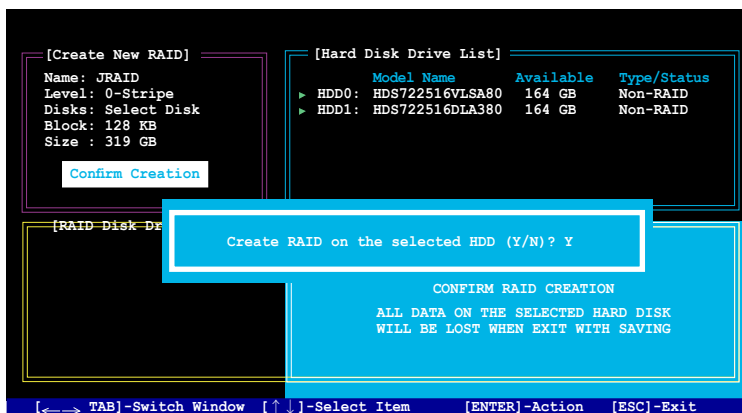 [Create New RAID]
Name: JRAID
Level: 0-Stripe
Disks: Select Disk
Block: 128 KB
Size : 319 GB
Confirm Creation
[Hard Disk Drive List]
Model Name Available Type/Status
HDD0: HDS722516VLSA80 164 GB Non-RAID
HDD1: HDS722516DLA380 164 GB Non-RAID
[RAID Disk Dr
Create RAID on the selected HDD (Y/N)? Y
CONFIRM RAID CREATION
ALL DATA ON THE SELECTED HARD DISK
WILL BE LOST WHEN EXIT WITH SAVING
[←→ TAB]-Switch Window [↑↓]-Select Item [ENTER]-Action [ESC]-Exit